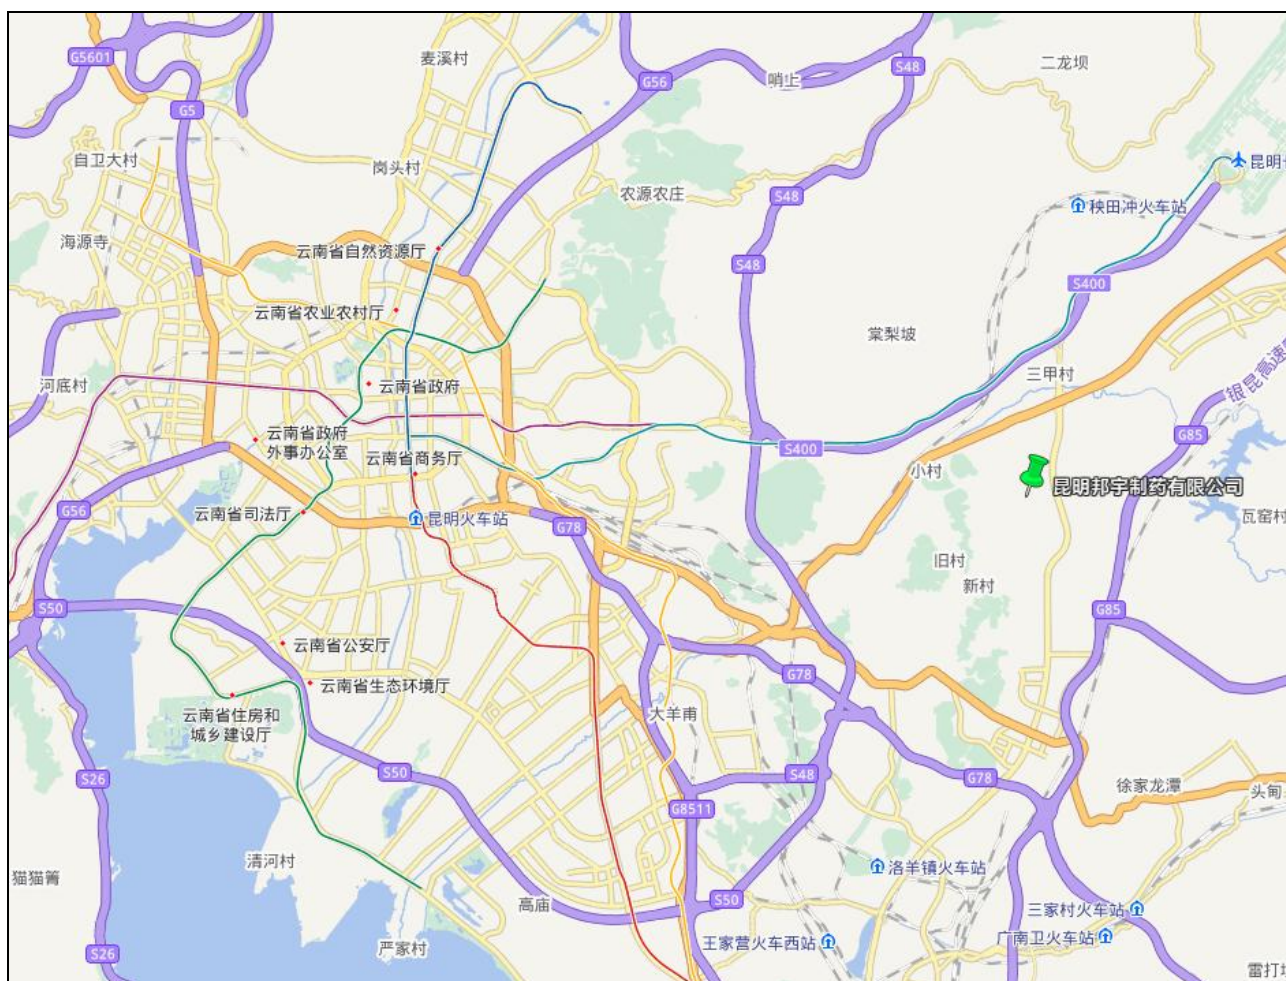 麦溪村
二龙坝
G5601
S48
哨上
G56
G5
自卫大村
昆明
岗头村
农源农庄
S48
秧田冲火车站
海源寺
云南省自然资源厅
S48
S400
云南省农业农村厅
棠梨坡
三甲村
河底村
云南省政府
银昆高速
G85
云南省政府
外事办公室
S400
云南省商务厅
小村
昆明邦宇制药有限公司
G56
云南省司法厅
昆明火车站
G78
瓦窑村
旧村
新村
S50
G85
云南省公安厅
G78
云南省生态环境厅
云南省住房和
城乡建设厅
大羊甫
S50
S48
S26
G78
徐家龙潭
头甸
G8511
清河村
洛羊镇火车站
猫猫箐
高庙
S50
三家村火车站
广南卫火车站
王家营火车西站
严家村
S26
雷打